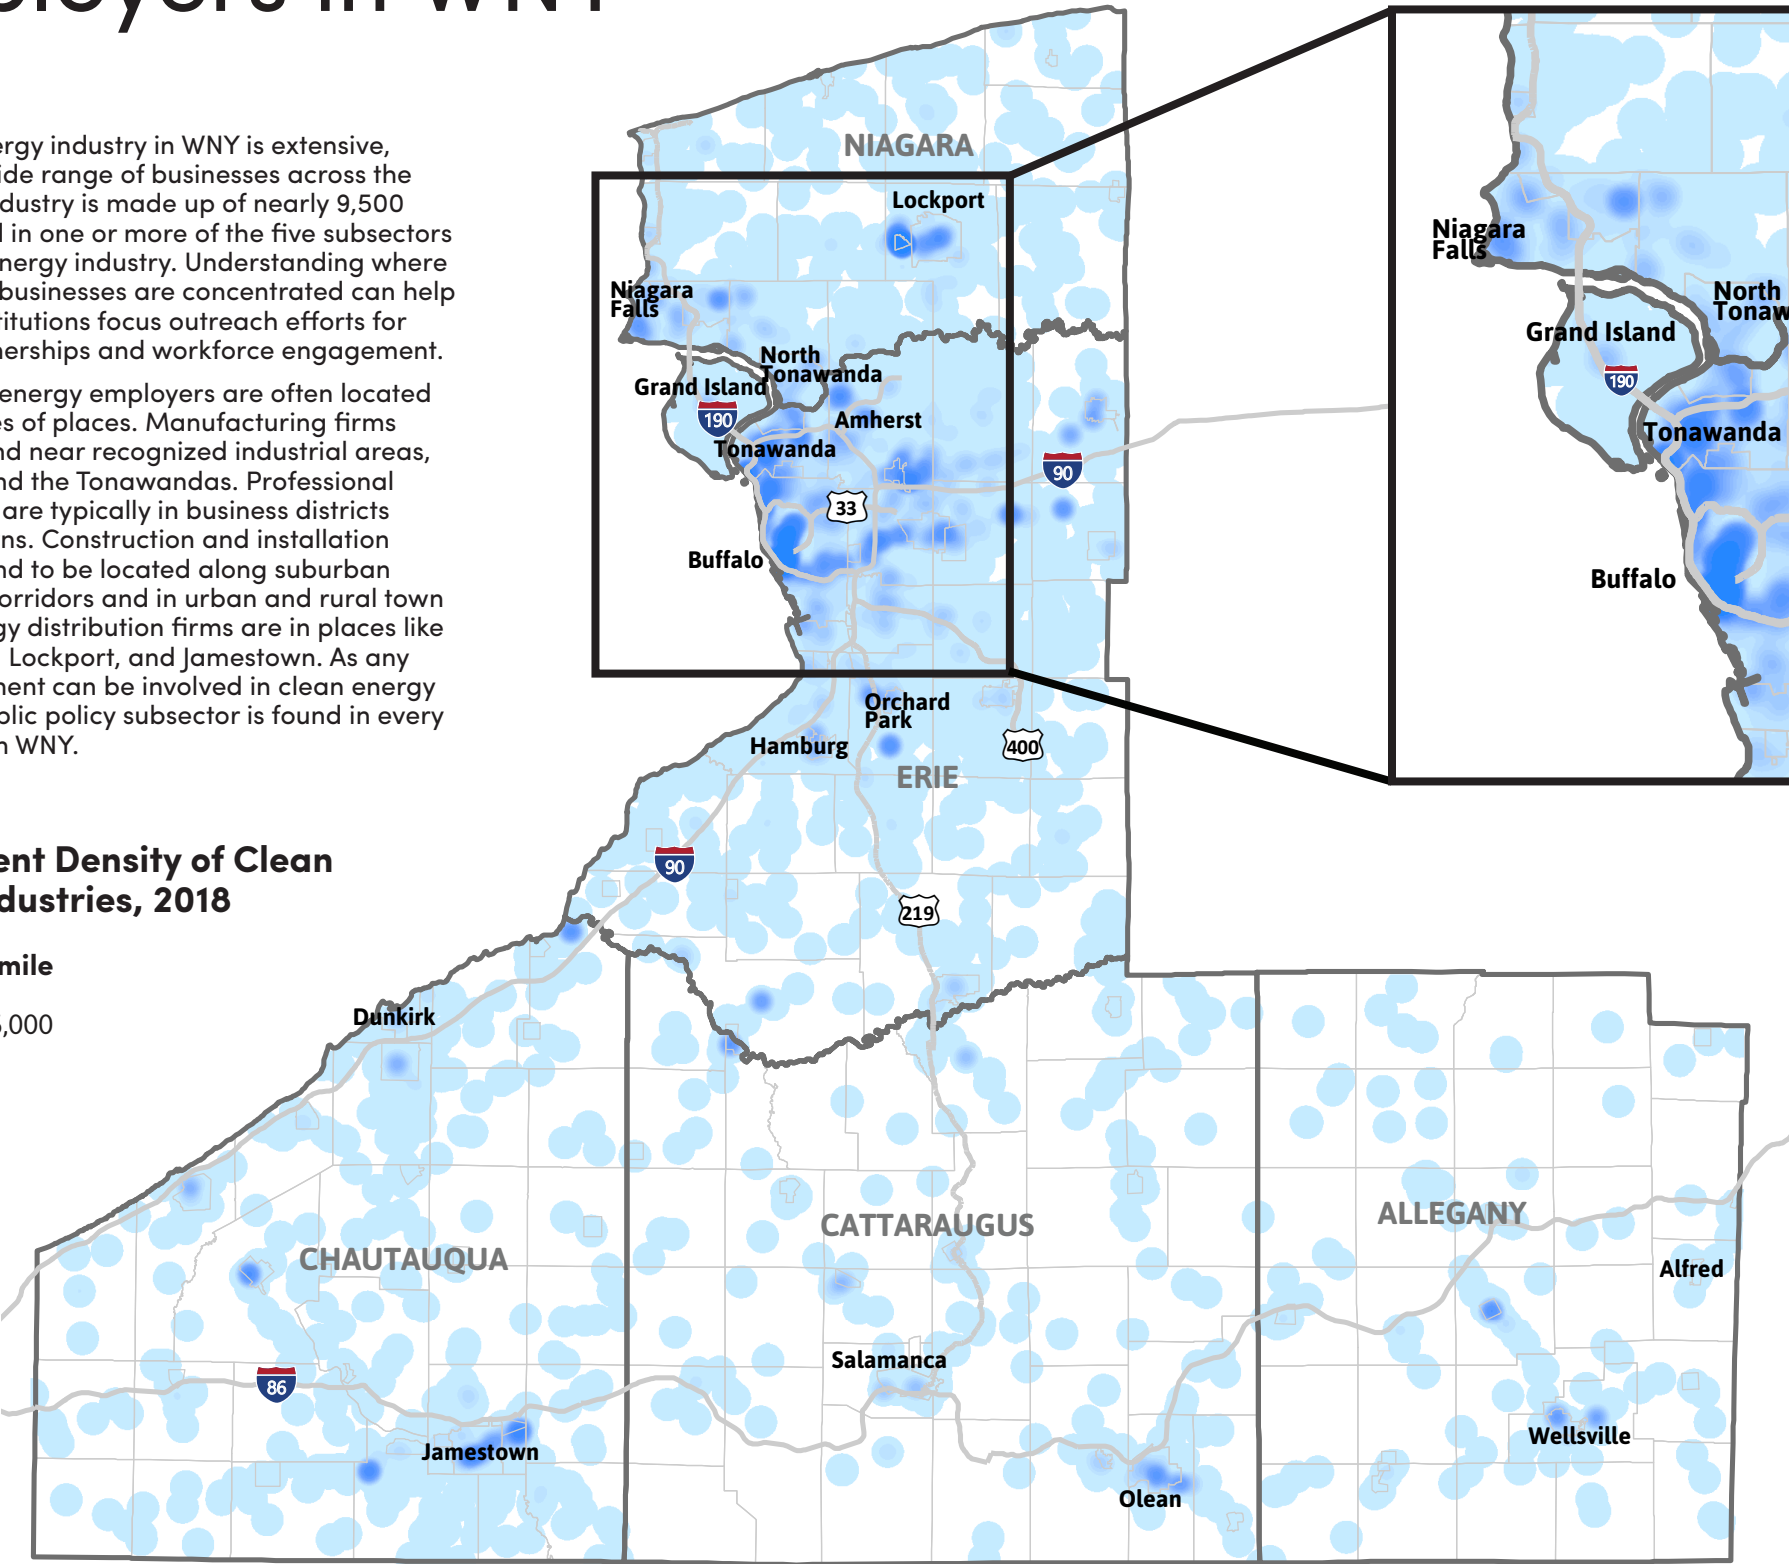 ergy industry in WNY is extensive,
ide range of businesses across the
dustry is made up of nearly 9,500
in one or more of the five subsectors
nergy industry. Understanding where
businesses are concentrated can help
titutions focus outreach efforts for
nerships and workforce engagement.
energy employers are often located
es of places. Manufacturing firms
nd near recognized industrial areas,
nd the Tonawandas. Professional
are typically in business districts
ns. Construction and installation
nd to be located along suburban
orridors and in urban and rural town
gy distribution firms are in places like
Lockport, and Jamestown. As any
ment can be involved in clean energy
blic policy subsector is found in every
n WNY.
ent Density of Clean
dustries, 2018
mile
5,000
NIAGARA
Lockport
Niagara
Falls
North
Tonawanda
Grand Island
190
Amherst
Tonawanda
33
90
Buffalo
Orchard
Park
Hamburg
400
ERIE
90
219
Dunkirk
CHAUTAUQUA
CATTARAUGUS
ALLEGANY
Alfred
86
Salamanca
Jamestown
Olean
Wellsville
Niagara
Falls
North
Tonaw
Grand Island
190
Tonawanda
Buffalo